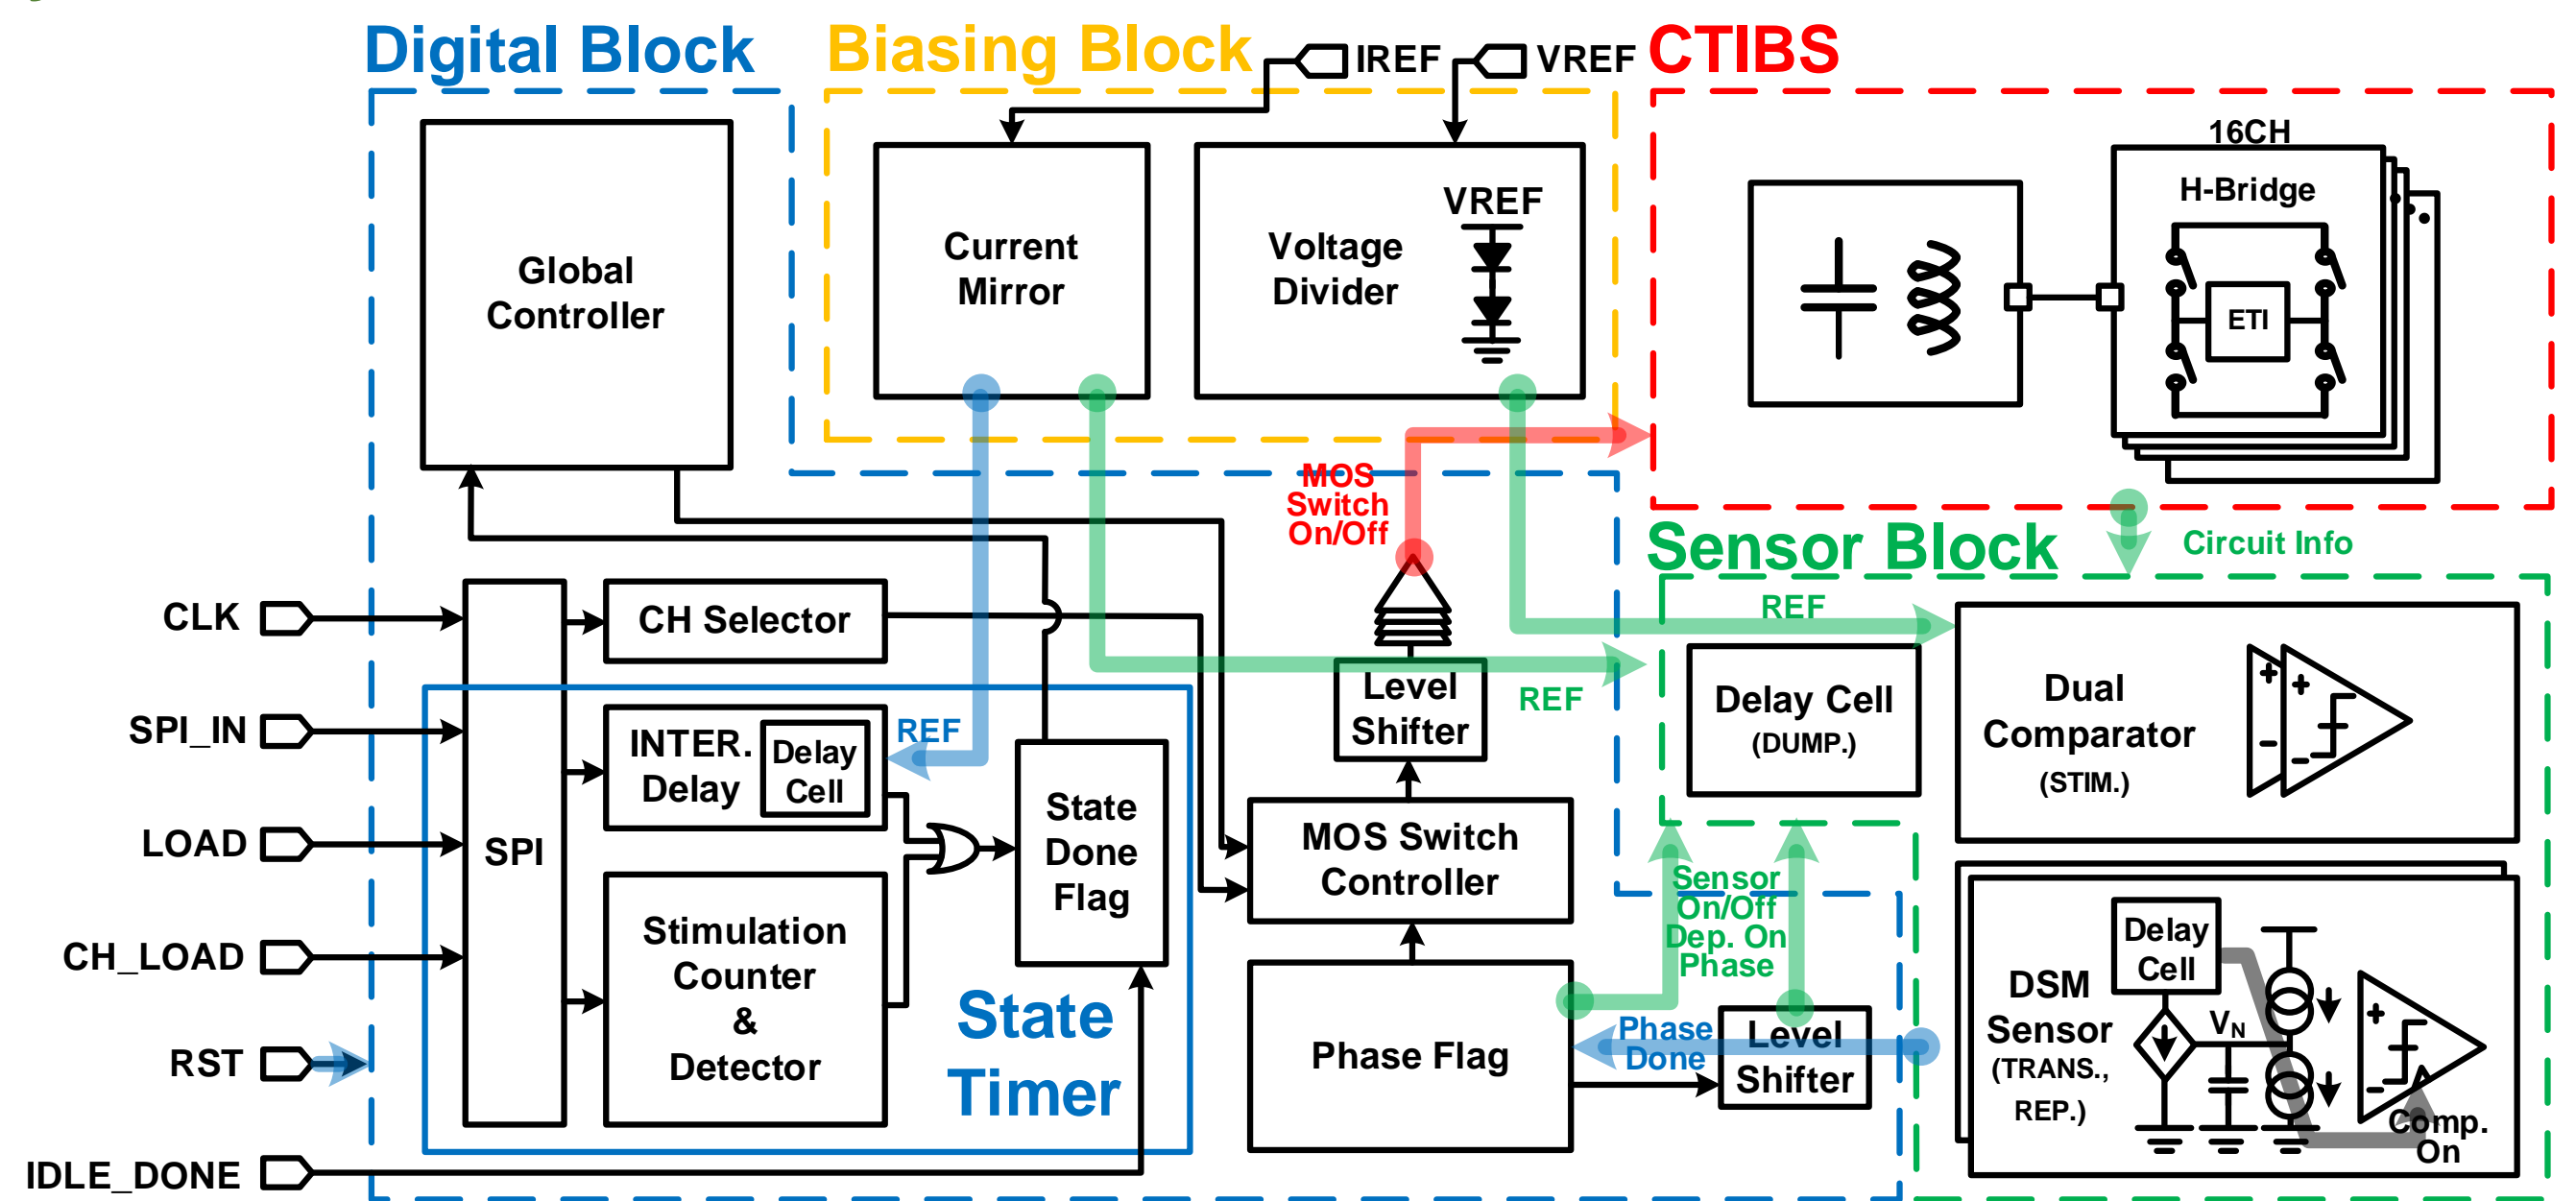 Digital Block
Biasing Block
IREF
VREF
CTIBS
16CH
H-Bridge
ETI
Global
Controller
Current
Mirror
Voltage
Divider
VREF
MOS
Switch
On/Off
Sensor Block
Circuit Info
CLK
SPI_IN
LOAD
CH_LOAD
RST
IDLE_DONE
SPI
CH Selector
INTER.
Delay
Delay
Cell
REF
Stimulation
Counter
&
Detector
State
Done
Flag
State
Timer
Level
Shifter
REF
REF
MOS Switch
Controller
Phase Flag
Sensor
On/Off
Dep. On
Phase
Phase
Done
Level
Shifter
Delay Cell
(DUMP.)
Dual
Comparator
(STIM.)
+
+
-
-
DSM
Sensor
(TRANS.,
REP.)
Delay
Cell
VN
+
-
Comp.
On